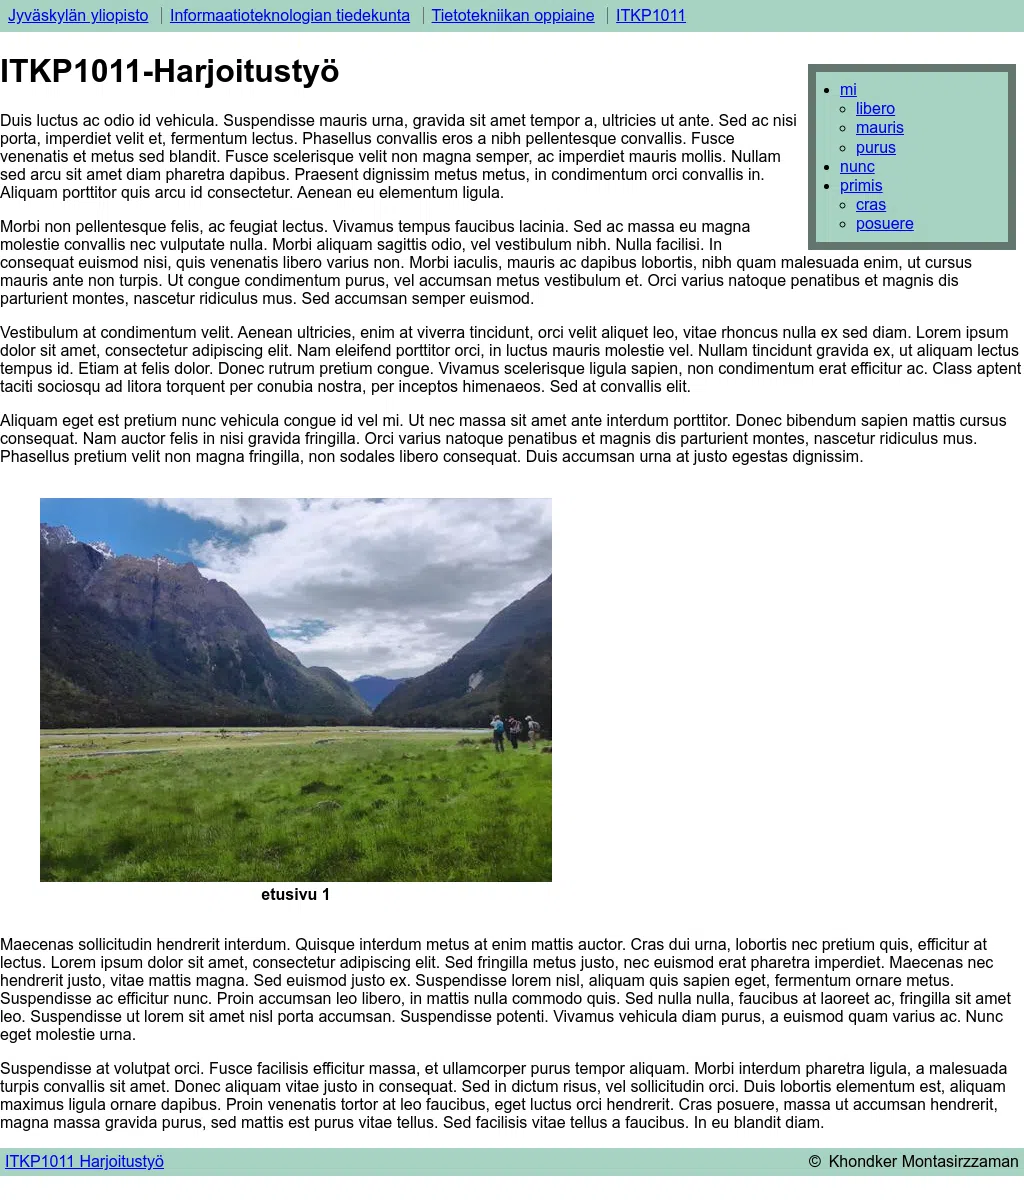 Jyväskylän yliopisto | Informaatioteknologian tiedekunta | Tietotekniikan oppiaine | ITKP1011
ITKP1011-Harjoitustyö
mi
libero
mauris
purus
nunc
primis
cras
posuere
Duis luctus ac odio id vehicula. Suspendisse mauris urna, gravida sit amet tempor a, ultricies ut ante. Sed ac nisi
porta, imperdiet velit et, fermentum lectus. Phasellus convallis eros a nibh pellentesque convallis. Fusce
venenatis et metus sed blandit. Fusce scelerisque velit non magna semper, ac imperdiet mauris mollis. Nullam
sed arcu sit amet diam pharetra dapibus. Praesent dignissim metus metus, in condimentum orci convallis in.
Aliquam porttitor quis arcu id consectetur. Aenean eu elementum ligula.
Morbi non pellentesque felis, ac feugiat lectus. Vivamus tempus faucibus lacinia. Sed ac massa eu magna
molestie convallis nec vulputate nulla. Morbi aliquam sagittis odio, vel vestibulum nibh. Nulla facilisi. In
consequat euismod nisi, quis venenatis libero varius non. Morbi iaculis, mauris ac dapibus lobortis, nibh quam malesuada enim, ut cursus
mauris ante non turpis. Ut congue condimentum purus, vel accumsan metus vestibulum et. Orci varius natoque penatibus et magnis dis
parturient montes, nascetur ridiculus mus. Sed accumsan semper euismod.
Vestibulum at condimentum velit. Aenean ultricies, enim at viverra tincidunt, orci velit aliquet leo, vitae rhoncus nulla ex sed diam. Lorem ipsum
dolor sit amet, consectetur adipiscing elit. Nam eleifend porttitor orci, in luctus mauris molestie vel. Nullam tincidunt gravida ex, ut aliquam lectus
tempus id. Etiam at felis dolor. Donec rutrum pretium congue. Vivamus scelerisque ligula sapien, non condimentum erat efficitur ac. Class aptent
taciti sociosqu ad litora torquent per conubia nostra, per inceptos himenaeos. Sed at convallis elit.
Aliquam eget est pretium nunc vehicula congue id vel mi. Ut nec massa sit amet ante interdum porttitor. Donec bibendum sapien mattis cursus
consequat. Nam auctor felis in nisi gravida fringilla. Orci varius natoque penatibus et magnis dis parturient montes, nascetur ridiculus mus.
Phasellus pretium velit non magna fringilla, non sodales libero consequat. Duis accumsan urna at justo egestas dignissim.
etusivu 1
Maecenas sollicitudin hendrerit interdum. Quisque interdum metus at enim mattis auctor. Cras dui urna, lobortis nec pretium quis, efficitur at
lectus. Lorem ipsum dolor sit amet, consectetur adipiscing elit. Sed fringilla metus justo, nec euismod erat pharetra imperdiet. Maecenas nec
hendrerit justo, vitae mattis magna. Sed euismod justo ex. Suspendisse lorem nisl, aliquam quis sapien eget, fermentum ornare metus.
Suspendisse ac efficitur nunc. Proin accumsan leo libero, in mattis nulla commodo quis. Sed nulla nulla, faucibus at laoreet ac, fringilla sit amet
leo. Suspendisse ut lorem sit amet nisl porta accumsan. Suspendisse potenti. Vivamus vehicula diam purus, a euismod quam varius ac. Nunc
eget molestie urna.
Suspendisse at volutpat orci. Fusce facilisis efficitur massa, et ullamcorper purus tempor aliquam. Morbi interdum pharetra ligula, a malesuada
turpis convallis sit amet. Donec aliquam vitae justo in consequat. Sed in dictum risus, vel sollicitudin orci. Duis lobortis elementum est, aliquam
maximus ligula ornare dapibus. Proin venenatis tortor at leo faucibus, eget luctus orci hendrerit. Cras posuere, massa ut accumsan hendrerit,
magna massa gravida purus, sed mattis est purus vitae tellus. Sed facilisis vitae tellus a faucibus. In eu blandit diam.
ITKP1011 Harjoitustyö © Khondker Montasirzzaman